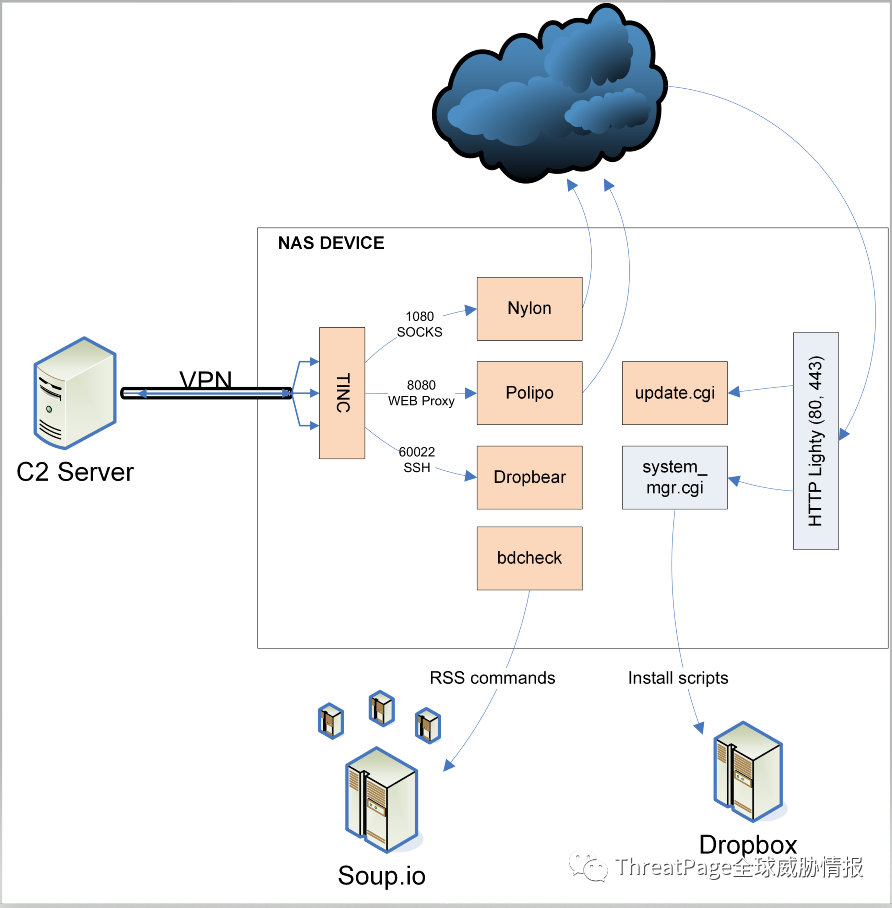 NAS DEVICE
1080
SOCKS
Nylon
VPN
TINC
8080
WEB Proxy
Polipo
update.cgi
HTTP Lighty (80, 443)
C2 Server
60022
SSH
Dropbear
system_
mgr.cgi
bdcheck
RSS commands
Install scripts
Soup.io
Dropbox
ThreatPage全球威胁情报